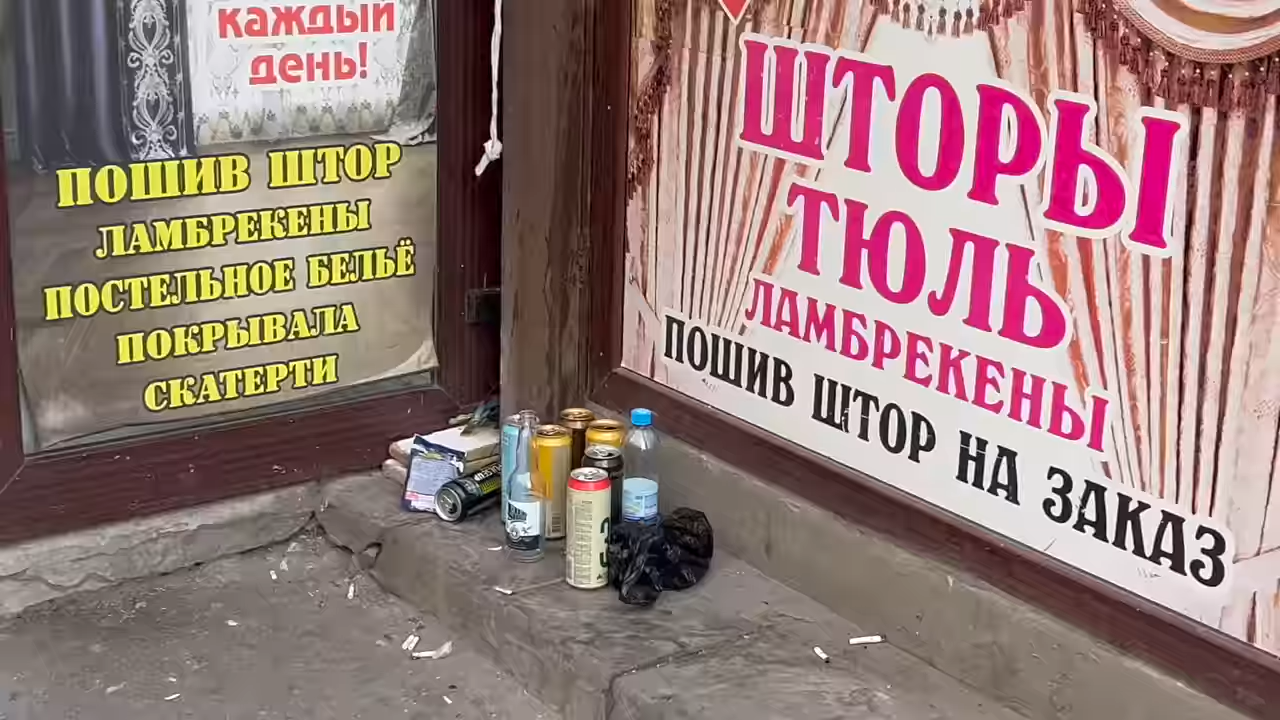 каждый
день!
ПОШИВ ШТОР
ЛАМБРЕКЕНЫ
ПОСТЕЛЬНОЕ БЕЛЬЁ
ПОКРЫВАЛА
СКАТЕРТИ
ШТОРЫ
ТЮЛЬ
ЛАМБРЕКЕНЫ
ПОШИВ ШТОР НА ЗАКАЗ